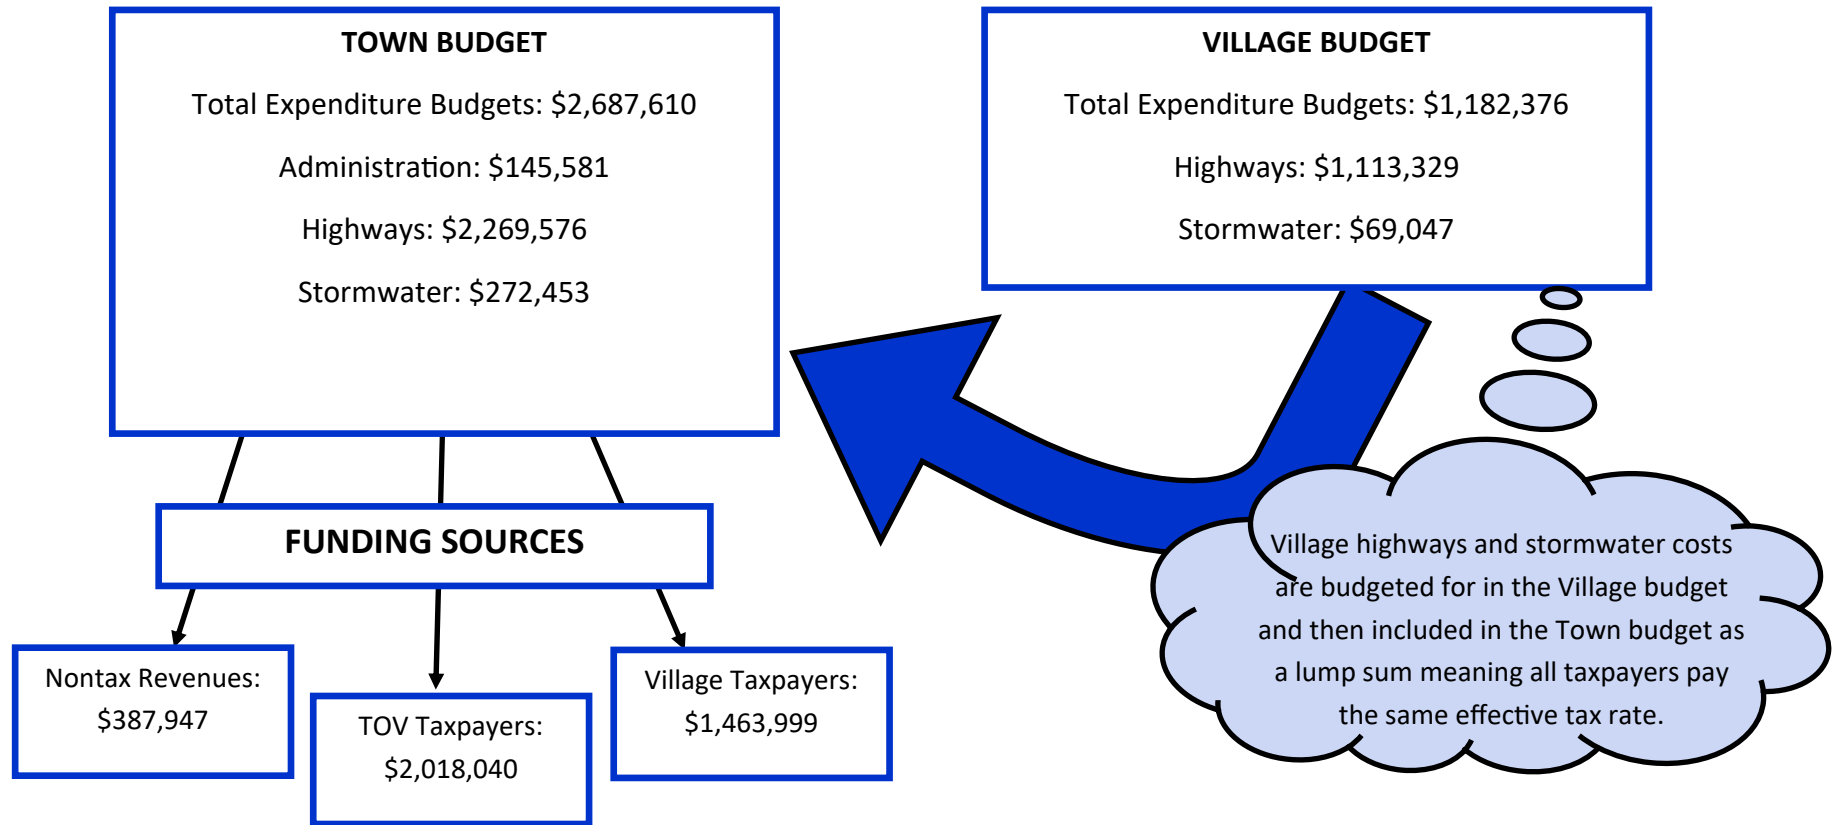 TOWN BUDGET
Total Expenditure Budgets: $2,687,610
Administration: $145,581
Highways: $2,269,576
Stormwater: $272,453
VILLAGE BUDGET
Total Expenditure Budgets: $1,182,376
Highways: $1,113,329
Stormwater: $69,047
FUNDING SOURCES
Nontax Revenues:
$387,947
TOV Taxpayers:
$2,018,040
Village Taxpayers:
$1,463,999
Village highways and stormwater costs
are budgeted for in the Village budget
and then included in the Town budget as
a lump sum meaning all taxpayers pay
the same effective tax rate.